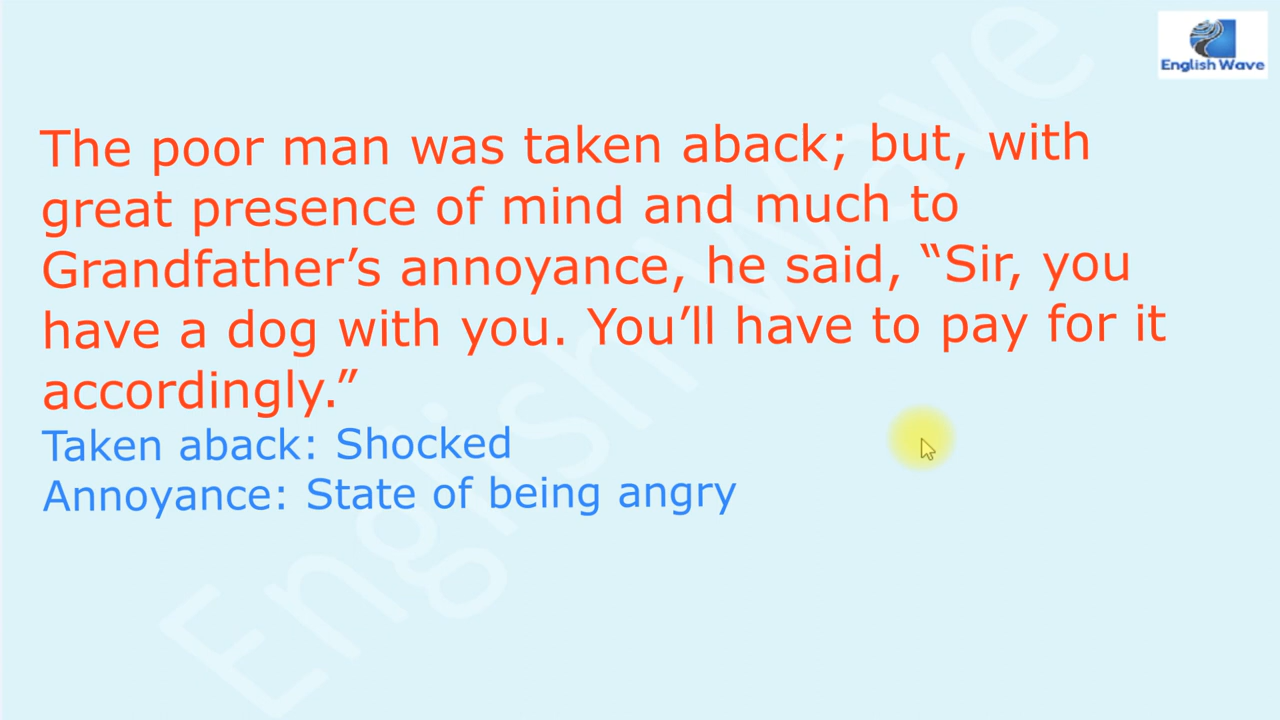 English Wave
The poor man was taken aback; but, with
great presence of mind and much to
Grandfather’s annoyance, he said, “Sir, you
have a dog with you. You’ll have to pay for it
accordingly.”
Taken aback: Shocked
Annoyance: State of being angry
English Wave